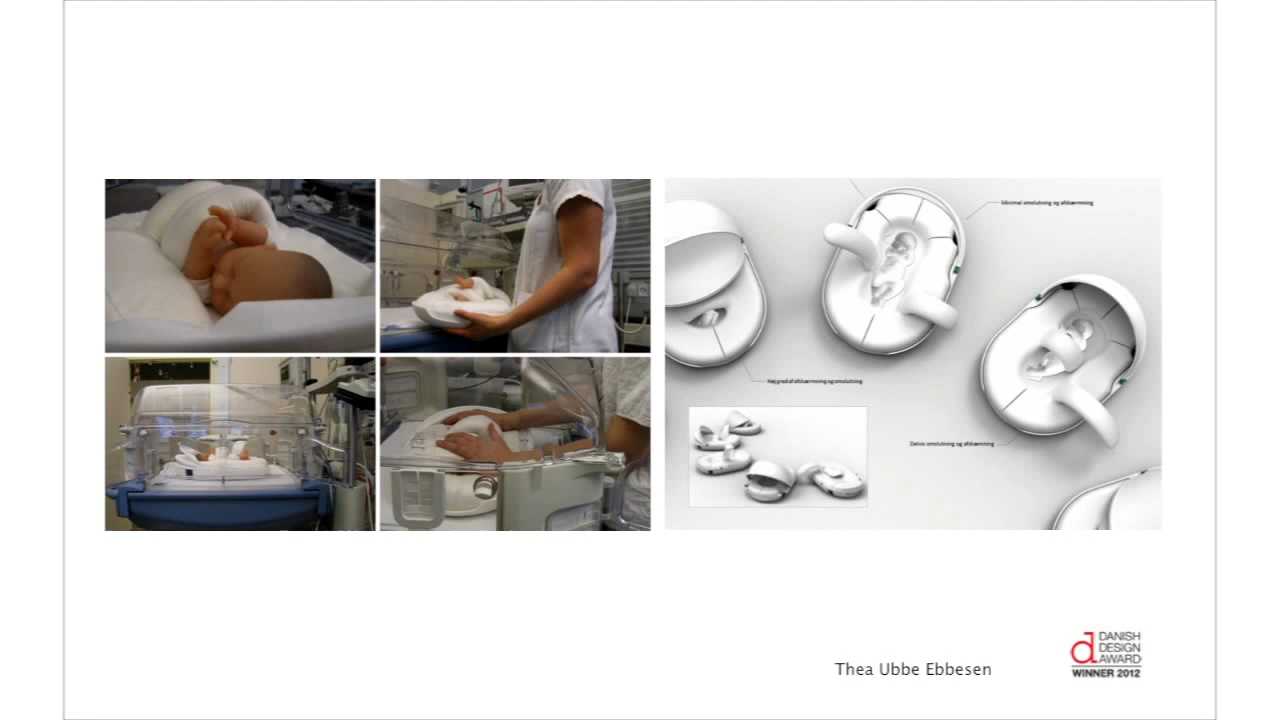 Minimal omslutning og afskærmning
Høj grad af afskærmning og omslutning
Delvis omslutning og afskærmning
Thea Ubbe Ebbesen
DANISH
DESIGN
AWARD
WINNER 2012